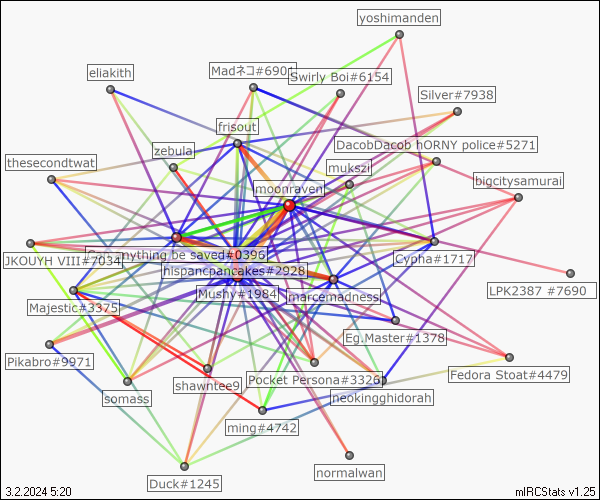 yoshimanden
eliakith
Madネコ#6901
Swirly Boi#6154
Silver#7938
frisout
DacobDacob hORNY police#5271
zebula
thesecondtwat
mukszi
bigcitysamurai
moonraven
Can anything be saved#0396
JKOUYH VIII#7034
Cypha#1717
hispancpancakes#2928
LPK2387 #7690
Mushy#1984
marcemadness
Majestic#3375
Eg.Master#1378
Pikabro#9971
Fedora Stoat#4479
shawntee9
Pocket Persona#3326
neokingghidorah
somass
ming#4742
normalwan
Duck#1245
3.2.2024 5:20
mIRCStats v1.25